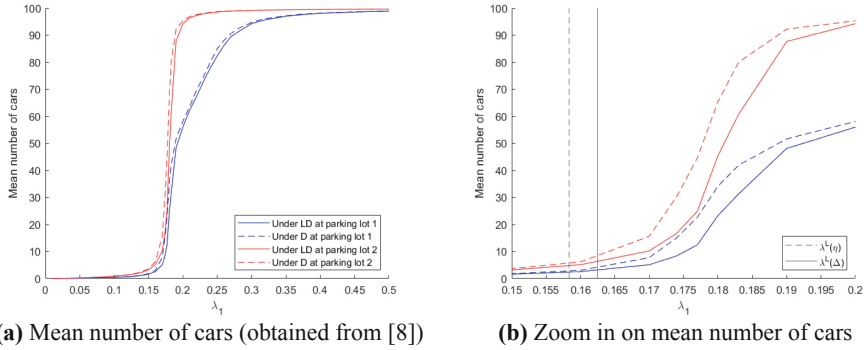 100
90
80
70
60
50
40
30
20
10
0
Mean number of cars
0 0.05 0.1 0.15 0.2 0.25 0.3 0.35 0.4 0.45 0.5
λ1
Under LD at parking lot 1
Under D at parking lot 1
Under LD at parking lot 2
Under D at parking lot 2
(a) Mean number of cars (obtained from [8])
100
90
80
70
60
50
40
30
20
10
0
Mean number of cars
0.15 0.155 0.16 0.165 0.17 0.175 0.18 0.185 0.19 0.195 0.2
λ1
λᴸ(η)
λᴸ(Δ)
(b) Zoom in on mean number of cars